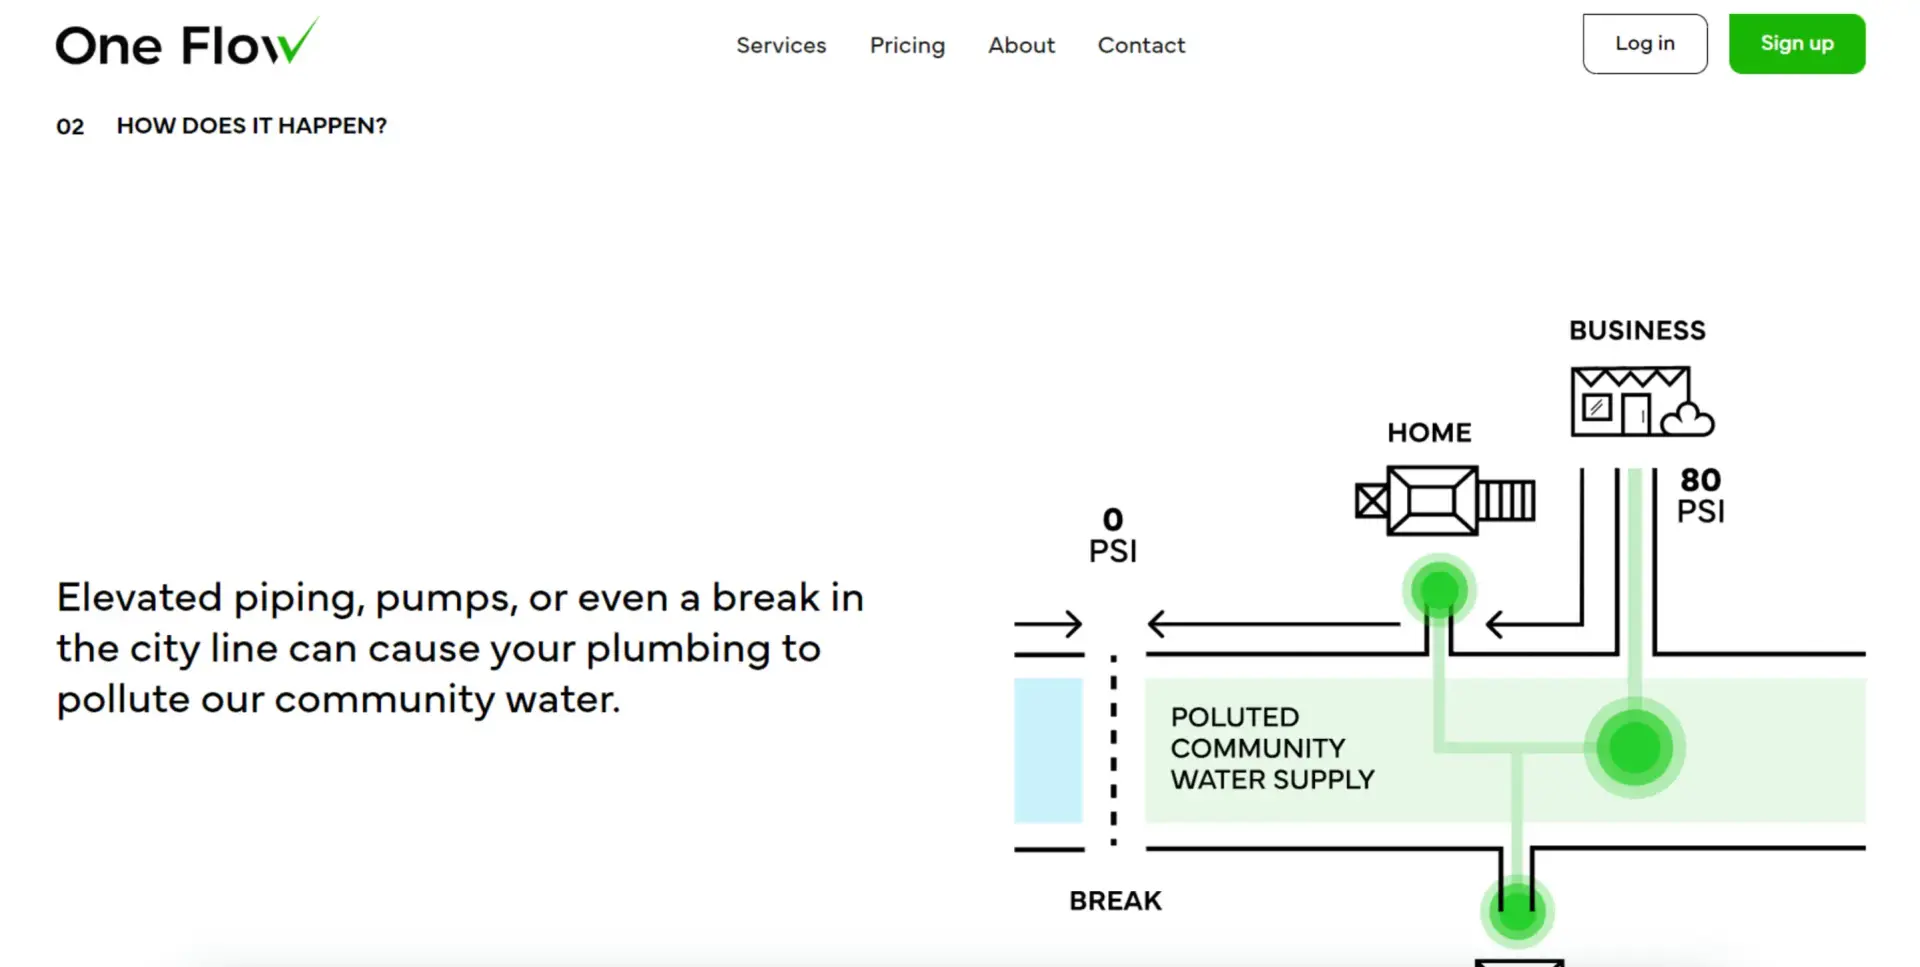 One Flow
Services
Pricing
About
Contact
Log in
Sign up
02 HOW DOES IT HAPPEN?
Elevated piping, pumps, or even a break in
the city line can cause your plumbing to
pollute our community water.
BUSINESS
HOME
80
PSI
0
PSI
POLUTED
COMMUNITY
WATER SUPPLY
BREAK